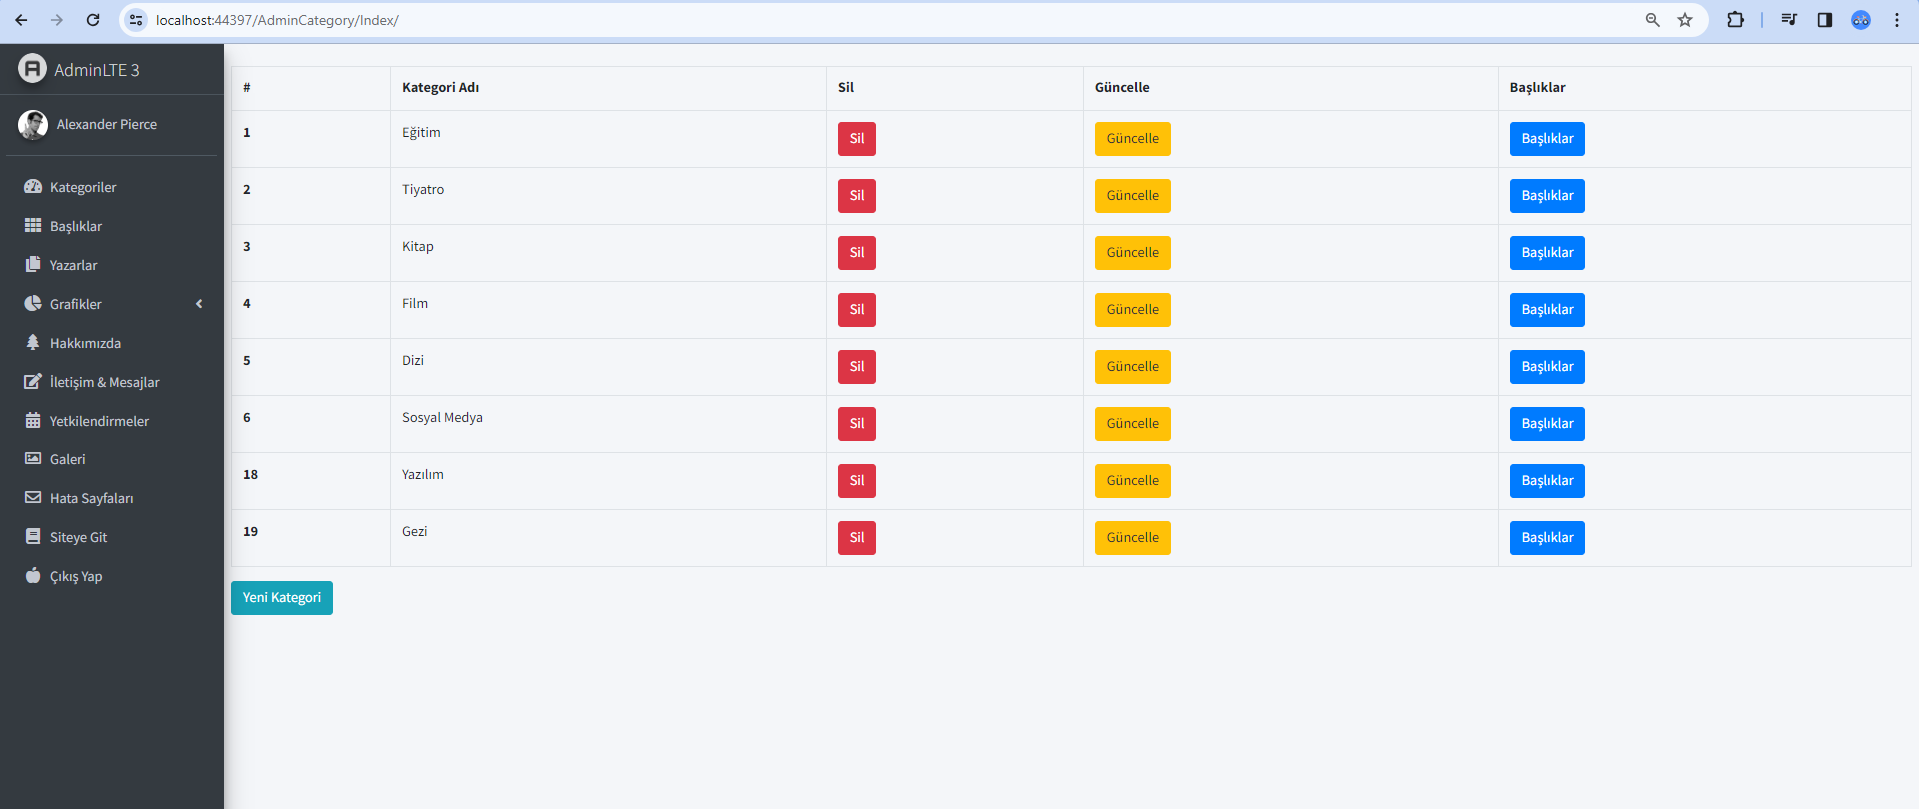 localhost:44397/AdminCategory/Index/
AdminLTE 3
Alexander Pierce
Kategoriler
Başlıklar
Yazarlar
Grafikler
Hakkımızda
İletişim & Mesajlar
Yetkilendirmeler
Galeri
Hata Sayfaları
Siteye Git
Çıkış Yap
# Kategori Adı Sil Güncelle Başlıklar
1 Eğitim Sil Güncelle Başlıklar
2 Tiyatro Sil Güncelle Başlıklar
3 Kitap Sil Güncelle Başlıklar
4 Film Sil Güncelle Başlıklar
5 Dizi Sil Güncelle Başlıklar
6 Sosyal Medya Sil Güncelle Başlıklar
18 Yazılım Sil Güncelle Başlıklar
19 Gezi Sil Güncelle Başlıklar
Yeni Kategori